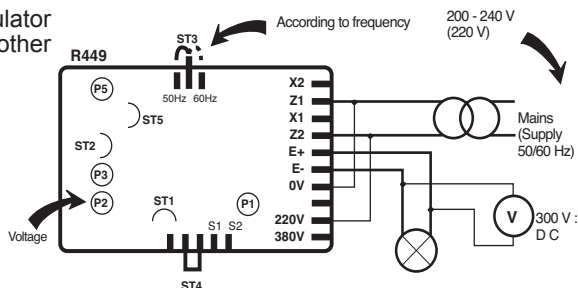 ulator
other
R449
ST3
According to frequency
200 - 240 V
(220 V)
P5
50Hz
60Hz
X2
Z1
X1
Z2
E+
E-
0V
220V
380V
Mains
(Supply
50/60 Hz)
ST5
ST2
P3
P2
ST1
P1
S1 S2
Voltage
ST4
V
300 V :
D C